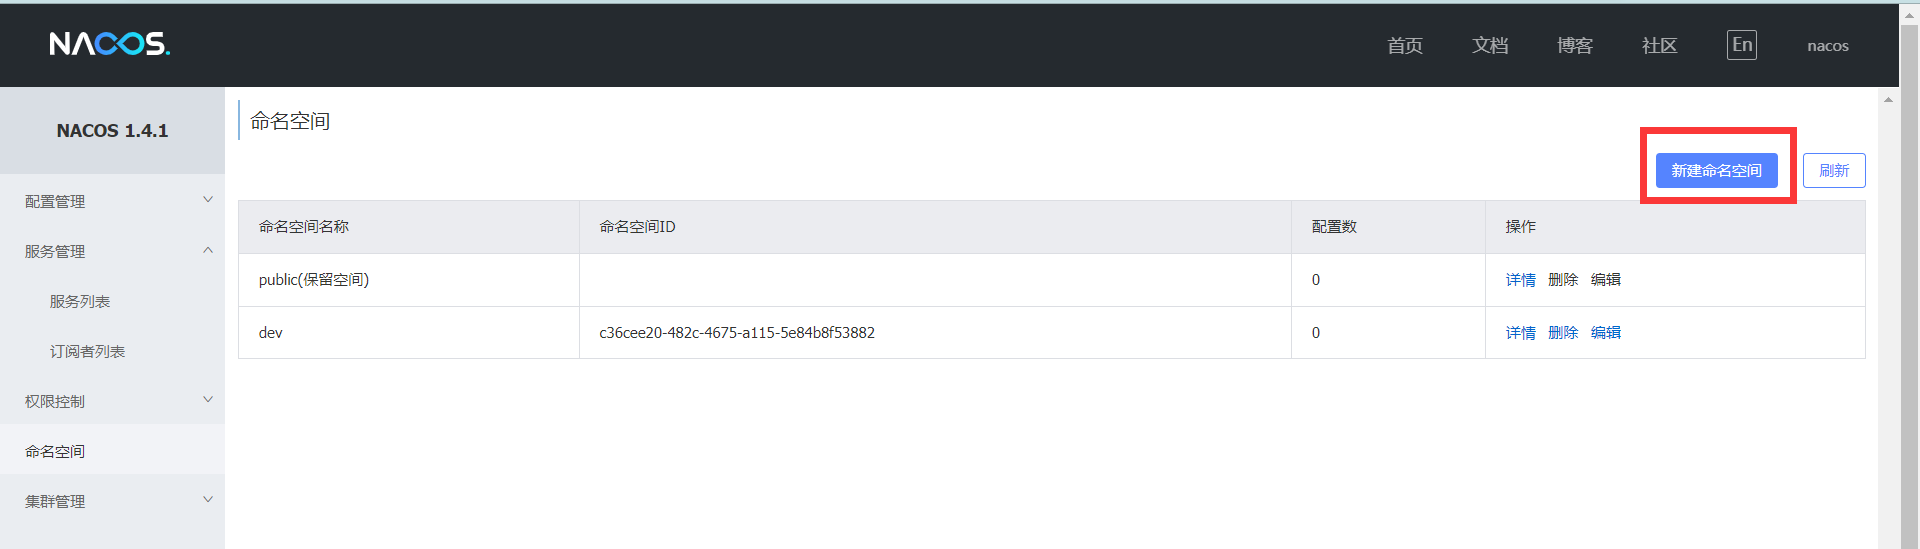 NACOS.
首页 文档 博客 社区 En nacos
NACOS 1.4.1
配置管理
服务管理
服务列表
订阅者列表
权限控制
命名空间
集群管理
命名空间
新建命名空间 刷新
命名空间名称 命名空间ID 配置数 操作
public(保留空间) 0 详情 删除 编辑
dev c36cee20-482c-4675-a115-5e84b8f53882 0 详情 删除 编辑